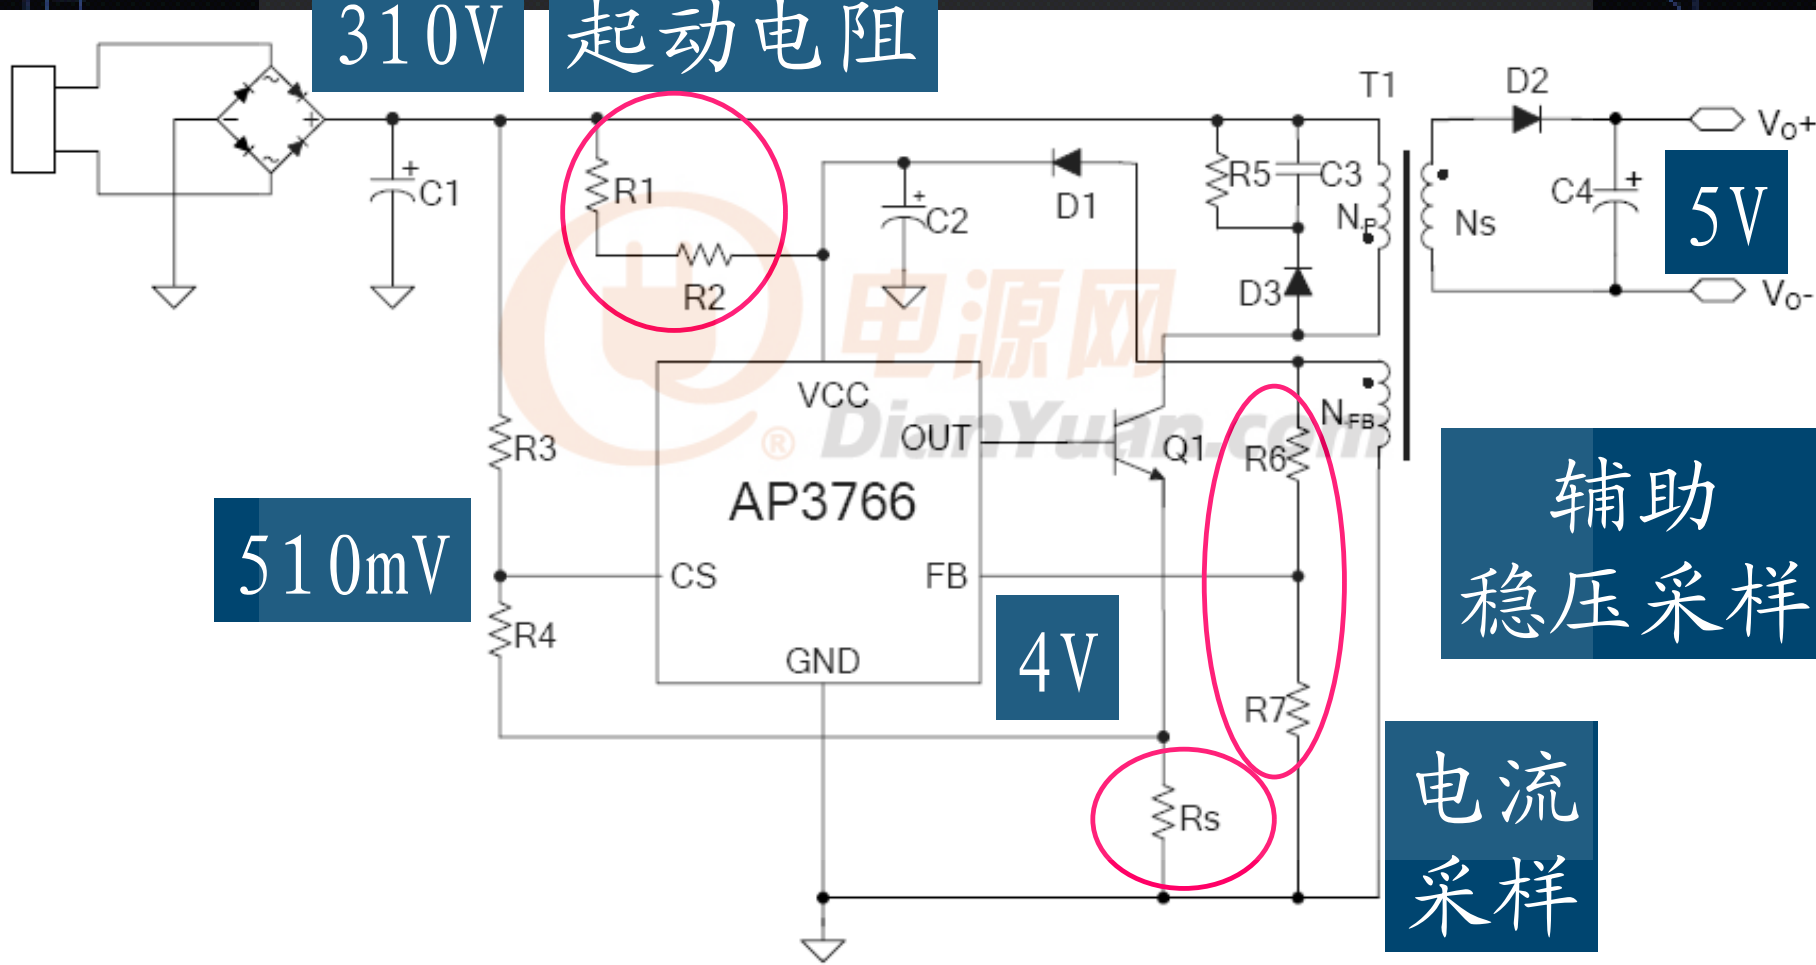 310V
起动电阻
T1
D2
Vo+
+
C1
R1
R2
+
C2
D1
R5
C3
NP
Ns
C4
+
5V
D3
Vo-
电源网
DianYuan.com
®
VCC
OUT
Q1
NFB
R3
R6
AP3766
辅助
稳压采样
510mV
CS
FB
R4
4V
GND
R7
电流
采样
Rs